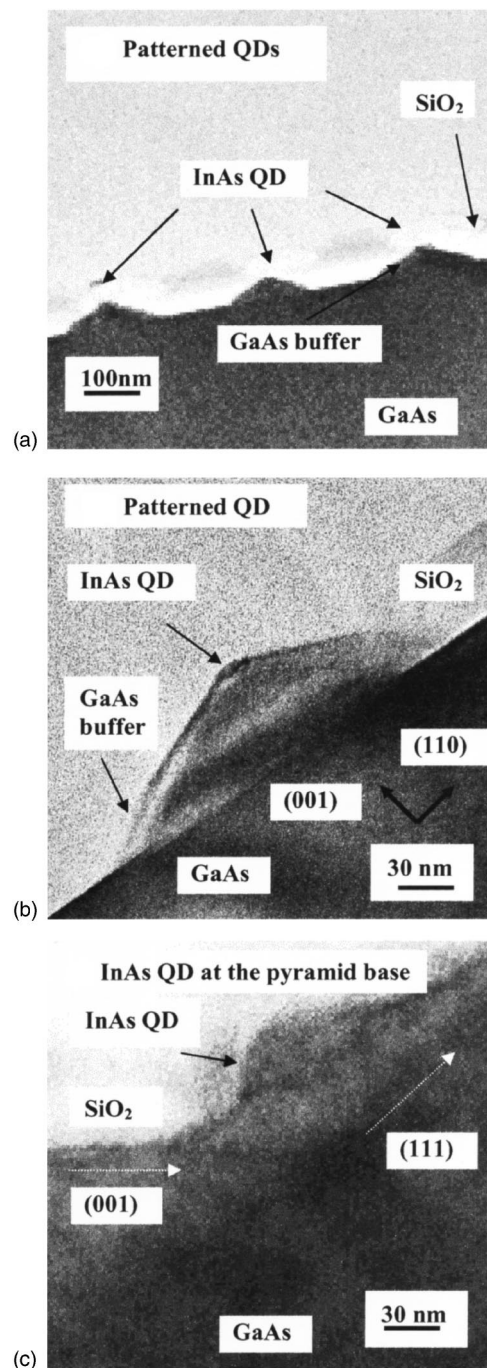 Patterned QDs
SiO₂
InAs QD
GaAs buffer
100nm
GaAs
(a)
Patterned QD
InAs QD
SiO₂
GaAs
buffer
(110)
(001)
GaAs
30 nm
(b)
InAs QD at the pyramid base
InAs QD
SiO₂
(111)
(001)
GaAs
30 nm
(c)